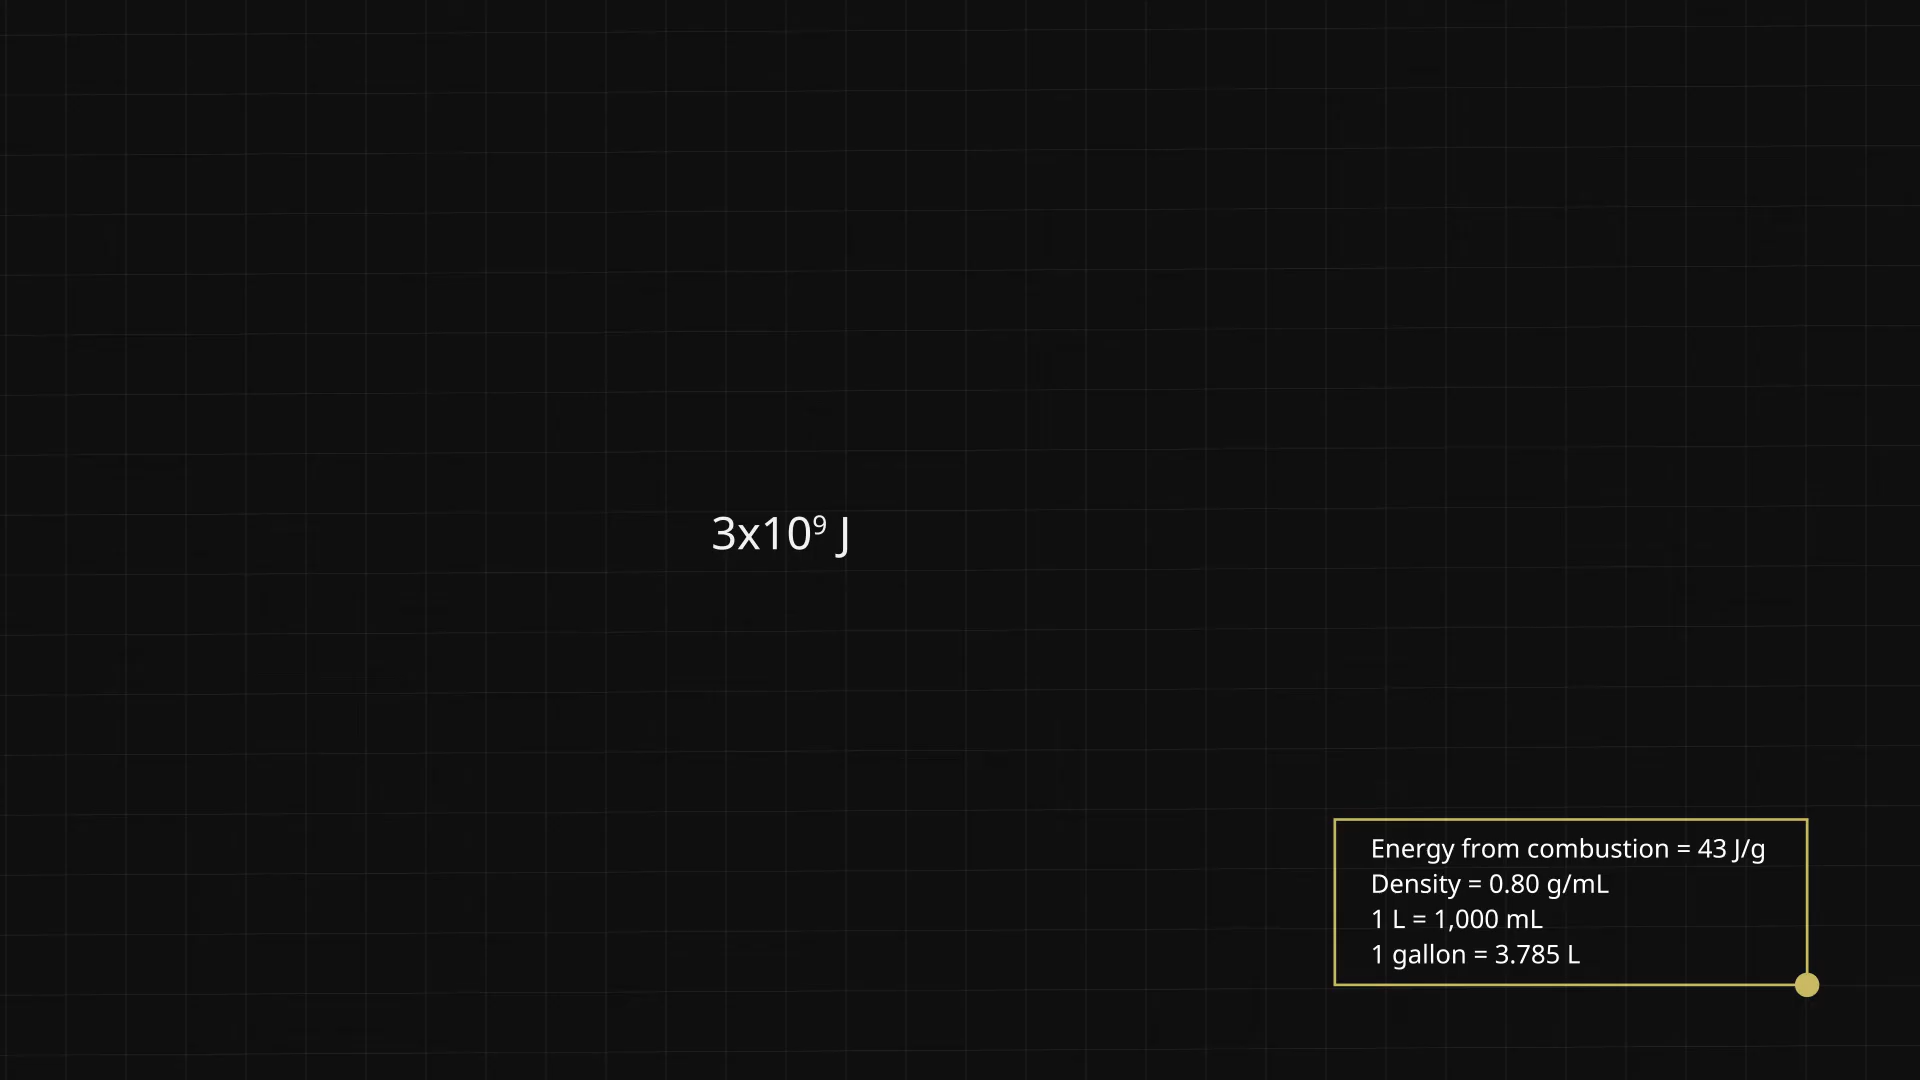 3x10⁹ J
Energy from combustion = 43 J/g
Density = 0.80 g/mL
1 L = 1,000 mL
1 gallon = 3.785 L